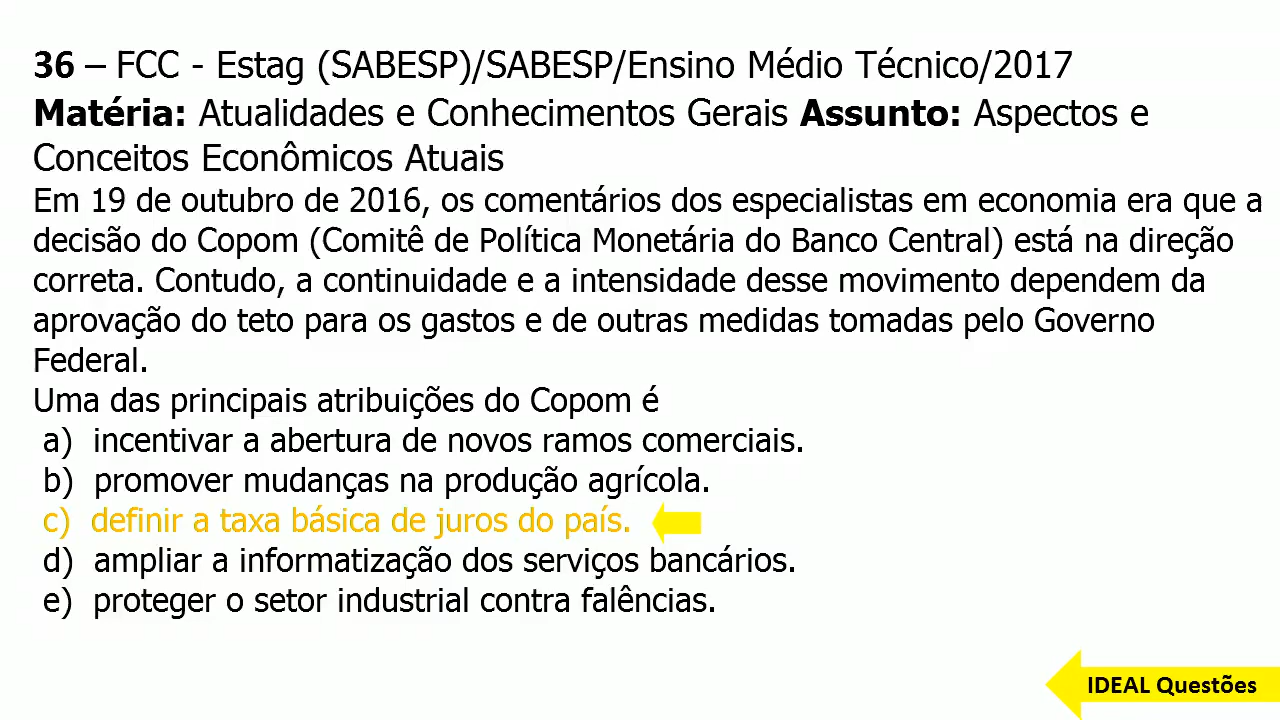 36 – FCC - Estag (SABESP)/SABESP/Ensino Médio Técnico/2017
Matéria: Atualidades e Conhecimentos Gerais Assunto: Aspectos e
Conceitos Econômicos Atuais
Em 19 de outubro de 2016, os comentários dos especialistas em economia era que a
decisão do Copom (Comitê de Política Monetária do Banco Central) está na direção
correta. Contudo, a continuidade e a intensidade desse movimento dependem da
aprovação do teto para os gastos e de outras medidas tomadas pelo Governo
Federal.
Uma das principais atribuições do Copom é
a) incentivar a abertura de novos ramos comerciais.
b) promover mudanças na produção agrícola.
c) definir a taxa básica de juros do país.
d) ampliar a informatização dos serviços bancários.
e) proteger o setor industrial contra falências.
IDEAL Questões